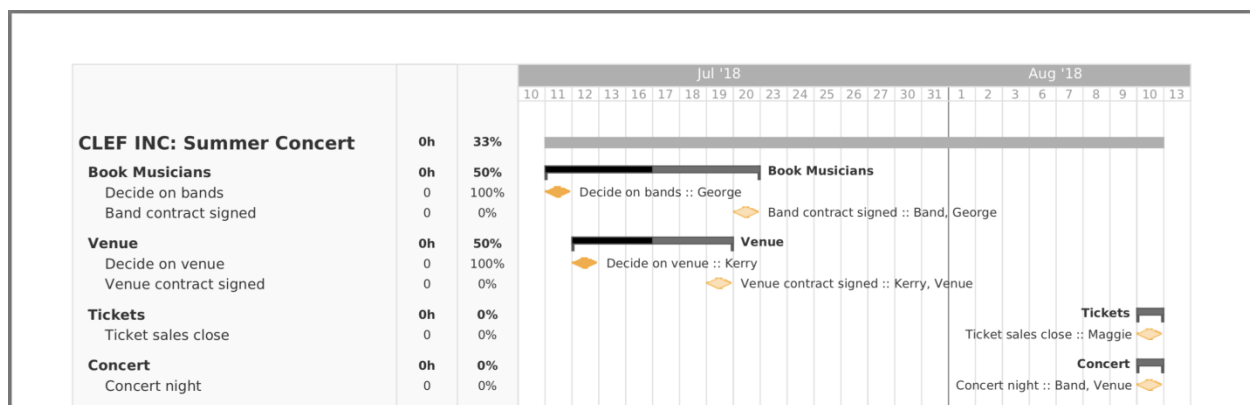 Jul '18 Aug '18
10 11 12 13 16 17 18 19 20 23 24 25 26 27 30 31 1 2 3 6 7 8 9 10 13
CLEF INC: Summer Concert 0h 33%
Book Musicians 0h 50% Book Musicians
Decide on bands 0 100% Decide on bands :: George
Band contract signed 0 0% Band contract signed :: Band, George
Venue 0h 50% Venue
Decide on venue 0 100% Decide on venue :: Kerry
Venue contract signed 0 0% Venue contract signed :: Kerry, Venue
Tickets 0h 0% Tickets
Ticket sales close 0 0% Ticket sales close :: Maggie
Concert 0h 0% Concert
Concert night 0 0% Concert night :: Band, Venue